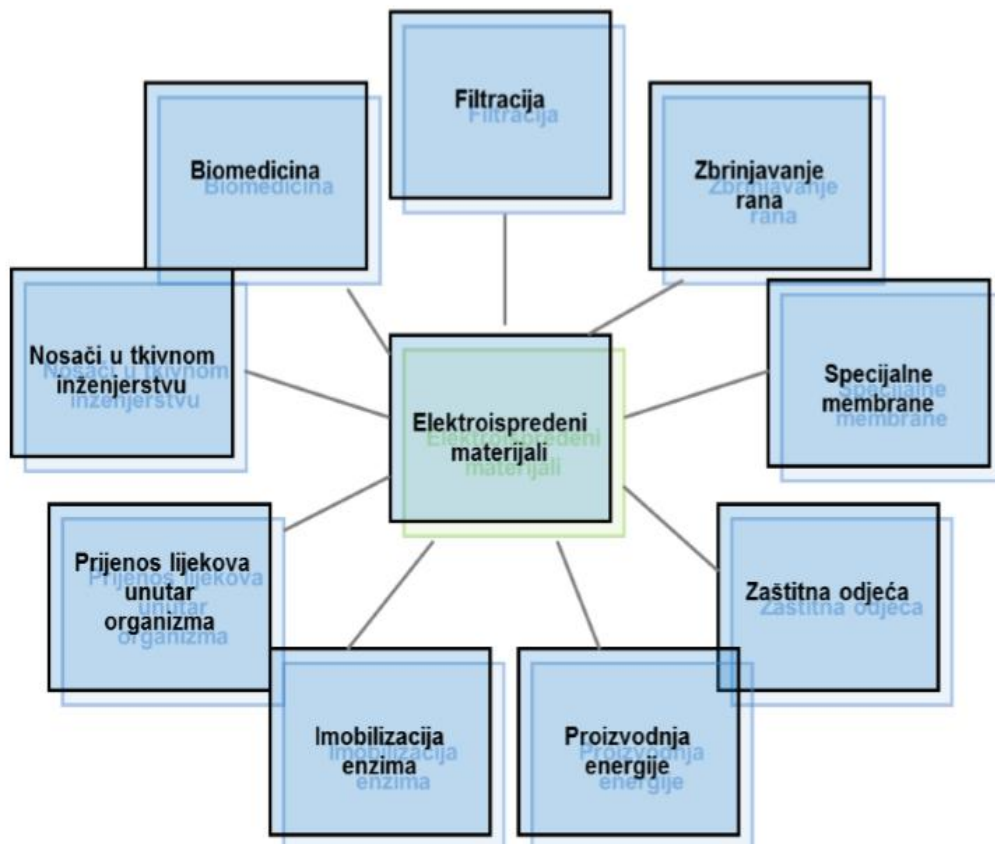 Filtracija
Biomedicina
Zbrinjavanje
rana
Nosači u tkivnom
inženjerstvu
Specijalne
membrane
Elektroispredeni
materijali
Prijenos lijekova
unutar
organizma
Zaštitna odjeća
Imobilizacija
enzima
Proizvodnja
energije